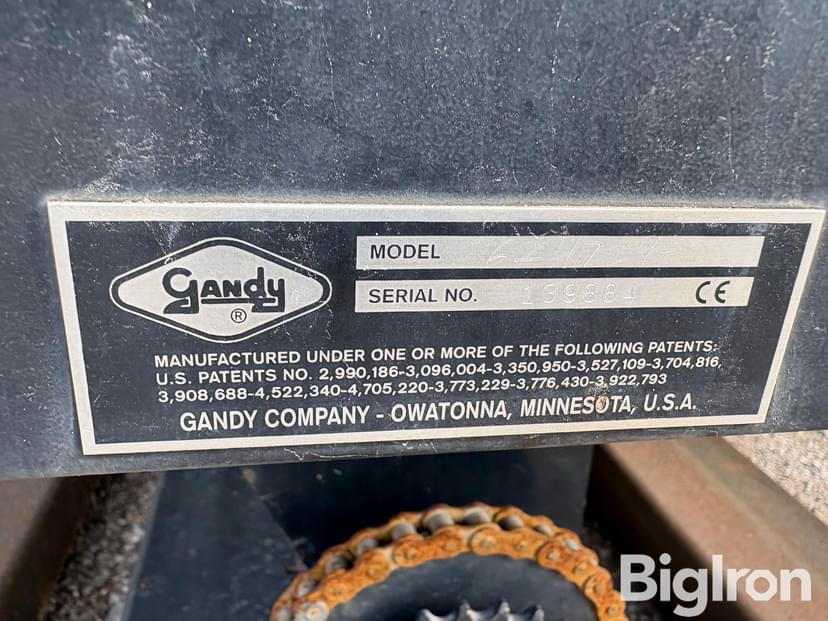 gandy
®
MODEL
SERIAL NO. 139884 CE
MANUFACTURED UNDER ONE OR MORE OF THE FOLLOWING PATENTS:
U.S. PATENTS NO. 2,990,186-3,096,004-3,350,950-3,527,109-3,704,816,
3,908,688-4,522,340-4,705,220-3,773,229-3,776,430-3,922,793
GANDY COMPANY - OWATONNA, MINNESOTA, U.S.A.
BigIron